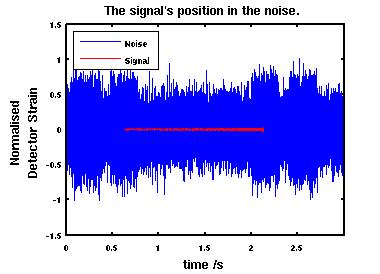 The signal's position in the noise.
Normalised
Detector Strain
1.5
1
0.5
0
-0.5
-1
-1.5
Noise
Signal
0
0.5
1
1.5
2
2.5
time /s